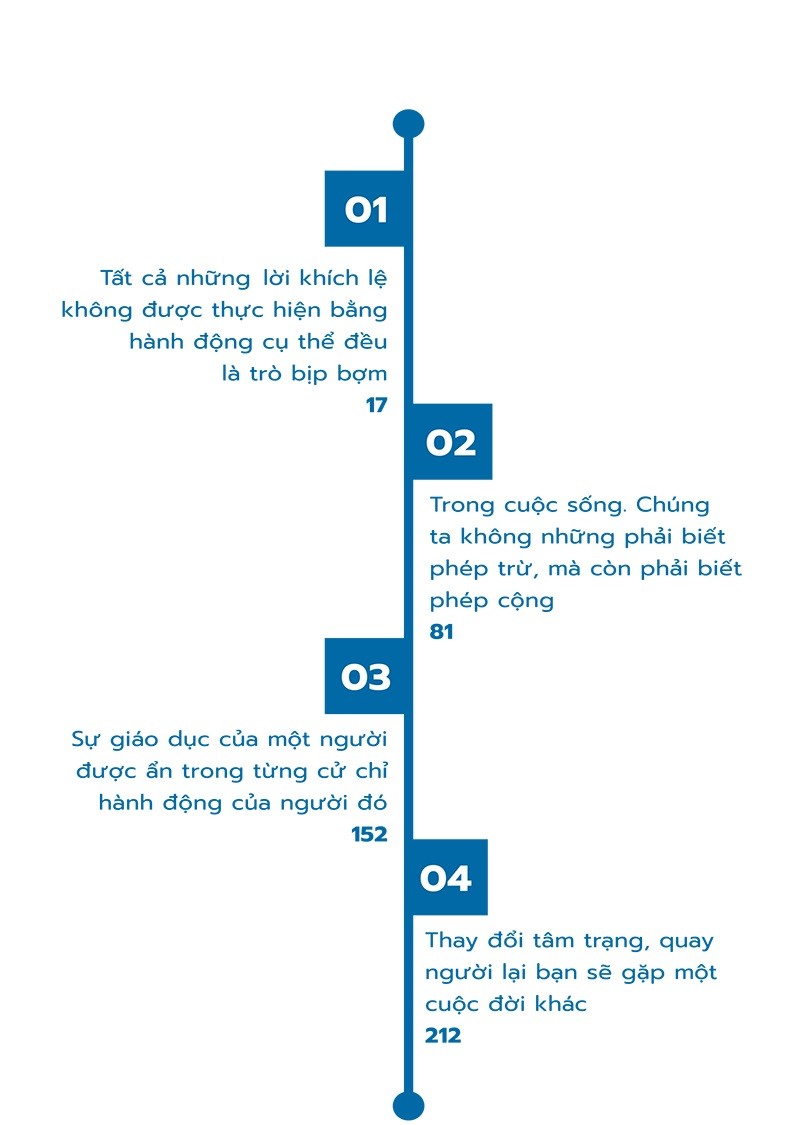 01
Tất cả những lời khích lệ
không được thực hiện bằng
hành động cụ thể đều
là trò bịp bợm
17
02
Trong cuộc sống. Chúng
ta không những phải biết
phép trừ, mà còn phải biết
phép cộng
81
03
Sự giáo dục của một người
được ẩn trong từng cử chỉ
hành động của người đó
152
04
Thay đổi tâm trạng, quay
người lại bạn sẽ gặp một
cuộc đời khác
212